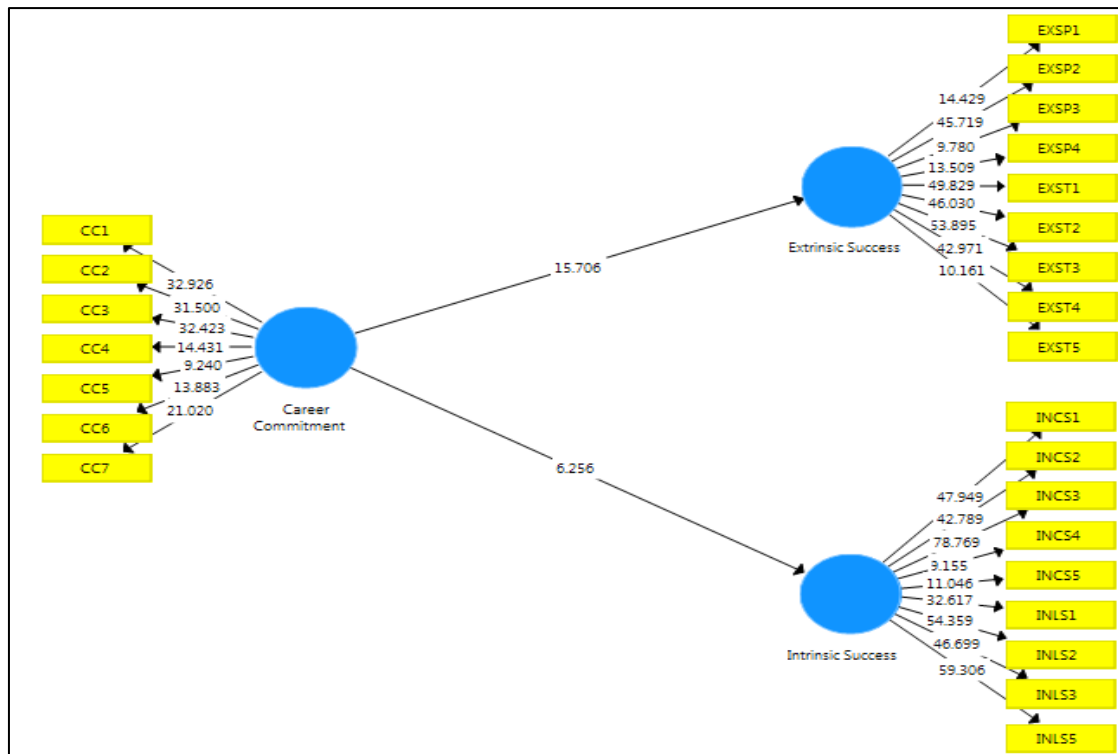 CC1
CC2
CC3
CC4
CC5
CC6
CC7
32.926
31.500
32.423
14.431
9.240
13.883
21.020
Career
Commitment
15.706
6.256
Extrinsic Success
14.429
45.719
9.780
13.509
49.829
46.030
53.895
42.971
10.161
EXSP1
EXSP2
EXSP3
EXSP4
EXST1
EXST2
EXST3
EXST4
EXST5
Intrinsic Success
47.949
42.789
78.769
9.155
11.046
32.617
54.359
46.699
59.306
INCS1
INCS2
INCS3
INCS4
INCS5
INLS1
INLS2
INLS3
INLS5